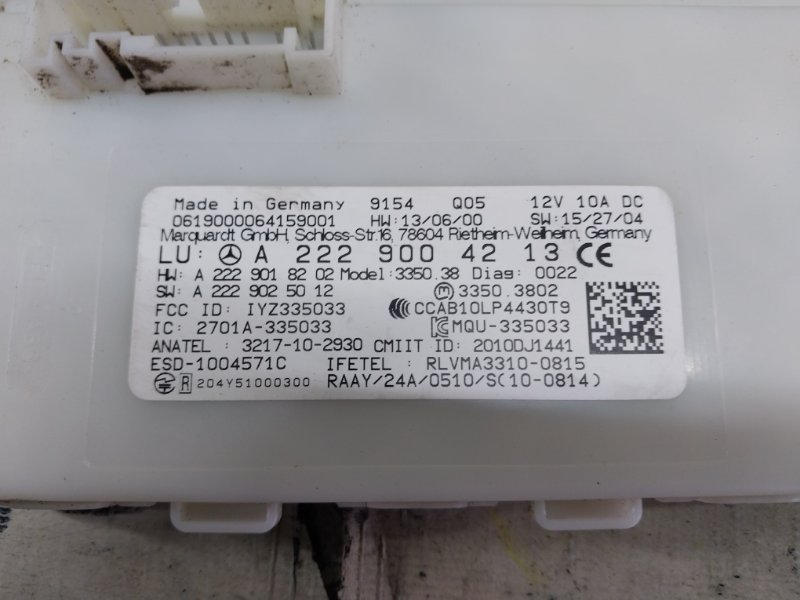 Made in Germany 9154 Q05 12V 10A DC
0619000064159001 HW:13/06/00 SW:15/27/04
Marquardt GmbH, Schloss-Str.16, 78604 Rietheim-Weilheim, Germany
LU: A 222 900 42 13 CE
HW: A 222 901 82 02 Model:3350.38 Diag: 0022
SW: A 222 902 50 12 m 3350.3802
FCC ID: IYZ335033 CCAB10LP4430T9
IC: 2701A-335033 MQU-335033
ANATEL : 3217-10-2930 CMIIT ID: 2010DJ1441
ESD-1004571C IFETEL : RLVMA3310-0815
R 204Y51000300 RAAY/24A/0510/S(10-0814)